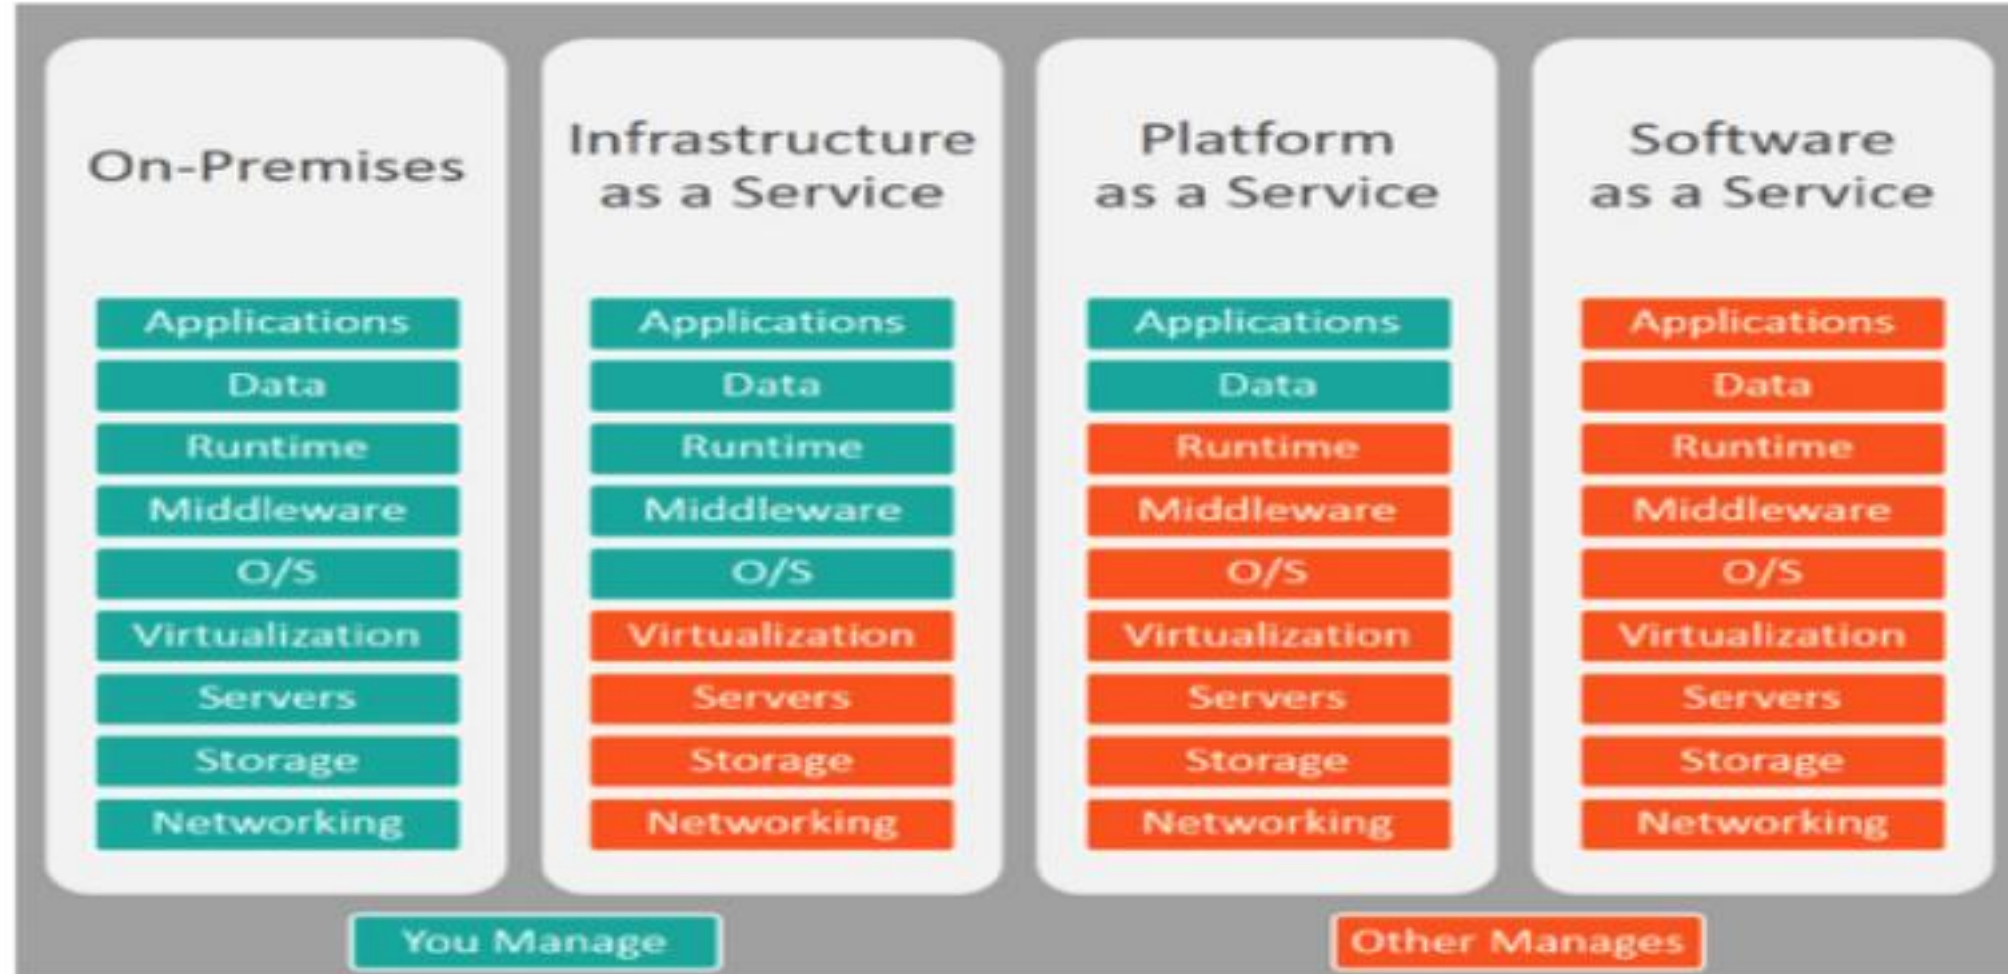 On-Premises
Applications
Data
Runtime
Middleware
O/S
Virtualization
Servers
Storage
Networking
Infrastructure
as a Service
Applications
Data
Runtime
Middleware
O/S
Virtualization
Servers
Storage
Networking
Platform
as a Service
Applications
Data
Runtime
Middleware
O/S
Virtualization
Servers
Storage
Networking
Software
as a Service
Applications
Data
Runtime
Middleware
O/S
Virtualization
Servers
Storage
Networking
You Manage
Other Manages